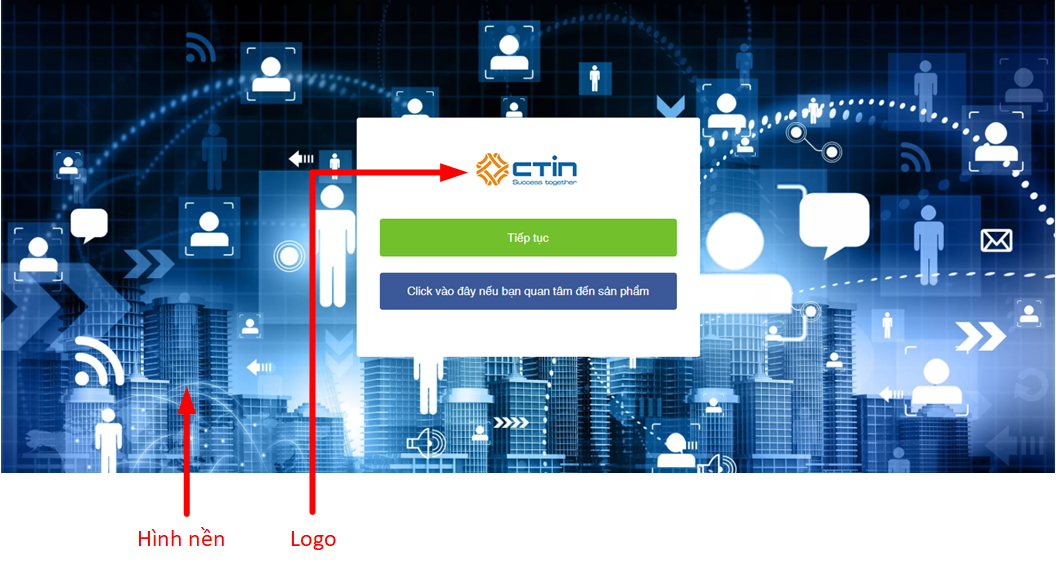 CTIN
Success together
Tiếp tục
Click vào đây nếu bạn quan tâm đến sản phẩm
Hình nền
Logo